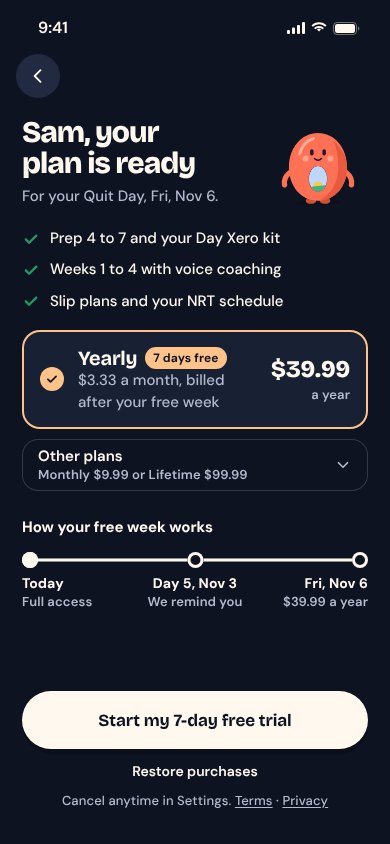 9:41
Sam, your
plan is ready
For your Quit Day, Fri, Nov 6.
Prep 4 to 7 and your Day Xero kit
Weeks 1 to 4 with voice coaching
Slip plans and your NRT schedule
Yearly 7 days free
$3.33 a month, billed
after your free week
$39.99
a year
Other plans
Monthly $9.99 or Lifetime $99.99
How your free week works
Today Day 5, Nov 3 Fri, Nov 6
Full access We remind you $39.99 a year
Start my 7-day free trial
Restore purchases
Cancel anytime in Settings. Terms · Privacy